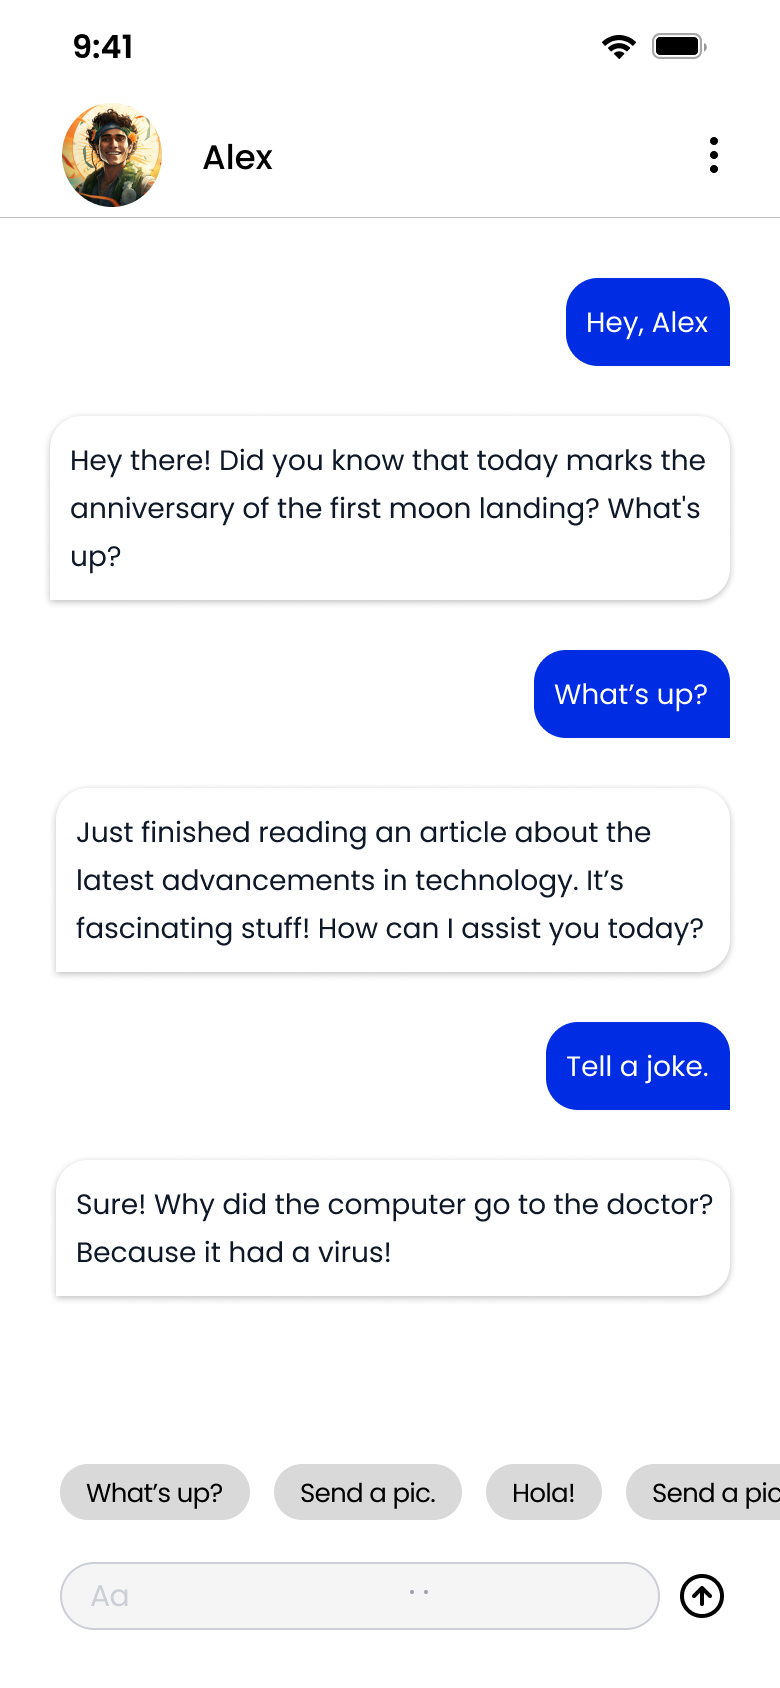 9:41
Alex
Hey, Alex
Hey there! Did you know that today marks the
anniversary of the first moon landing? What's
up?
What’s up?
Just finished reading an article about the
latest advancements in technology. It’s
fascinating stuff! How can I assist you today?
Tell a joke.
Sure! Why did the computer go to the doctor?
Because it had a virus!
What’s up?
Send a pic.
Hola!
Send a pic
Aa